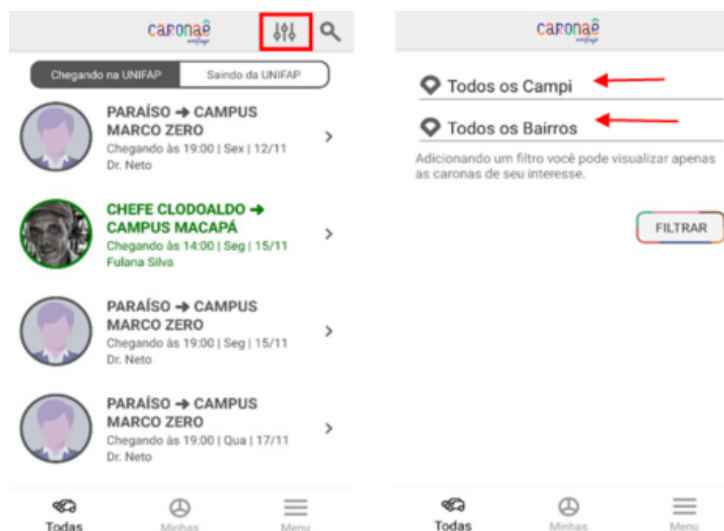 caronaê
unifap
Chegando na UNIFAP
Saindo da UNIFAP
PARAÍSO → CAMPUS
MARCO ZERO
Chegando às 19:00 | Sex | 12/11
Dr. Neto
CHEFE CLODOALDO →
CAMPUS MACAPÁ
Chegando às 14:00 | Seg | 15/11
Fulana Silva
PARAÍSO → CAMPUS
MARCO ZERO
Chegando às 19:00 | Seg | 15/11
Dr. Neto
PARAÍSO → CAMPUS
MARCO ZERO
Chegando às 19:00 | Qua | 17/11
Dr. Neto
Todas
Minhas
Menu
caronaê
unifap
Todos os Campi
Todos os Bairros
Adicionando um filtro você pode visualizar apenas
as caronas de seu interesse.
FILTRAR
Todas
Minhas
Menu